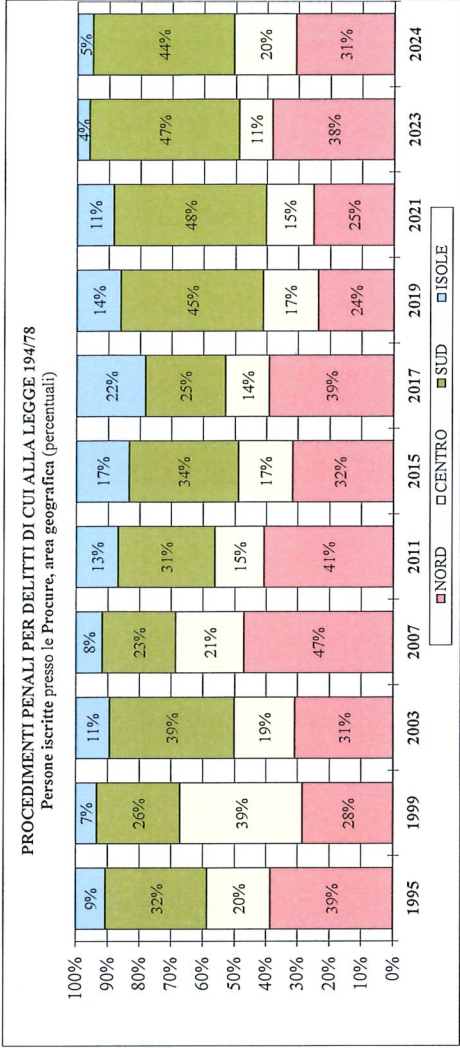 PROCEDIMENTI PENALI PER DELITTI DI CUI ALLA LEGGE 194/78
Persone iscritte presso le Procure, area geografica (percentuali)
100%
90%
80%
70%
60%
50%
40%
30%
20%
10%
0%
9% 7% 11% 8% 13% 17% 22% 14% 11% 4% 5%
32% 26% 39% 23% 31% 34% 25% 45% 48% 47% 44%
20% 39% 19% 21% 15% 17% 14% 17% 15% 11% 20%
39% 28% 31% 47% 41% 32% 39% 24% 25% 38% 31%
1995 1999 2003 2007 2011 2015 2017 2019 2021 2023 2024
NORD CENTRO SUD ISOLE